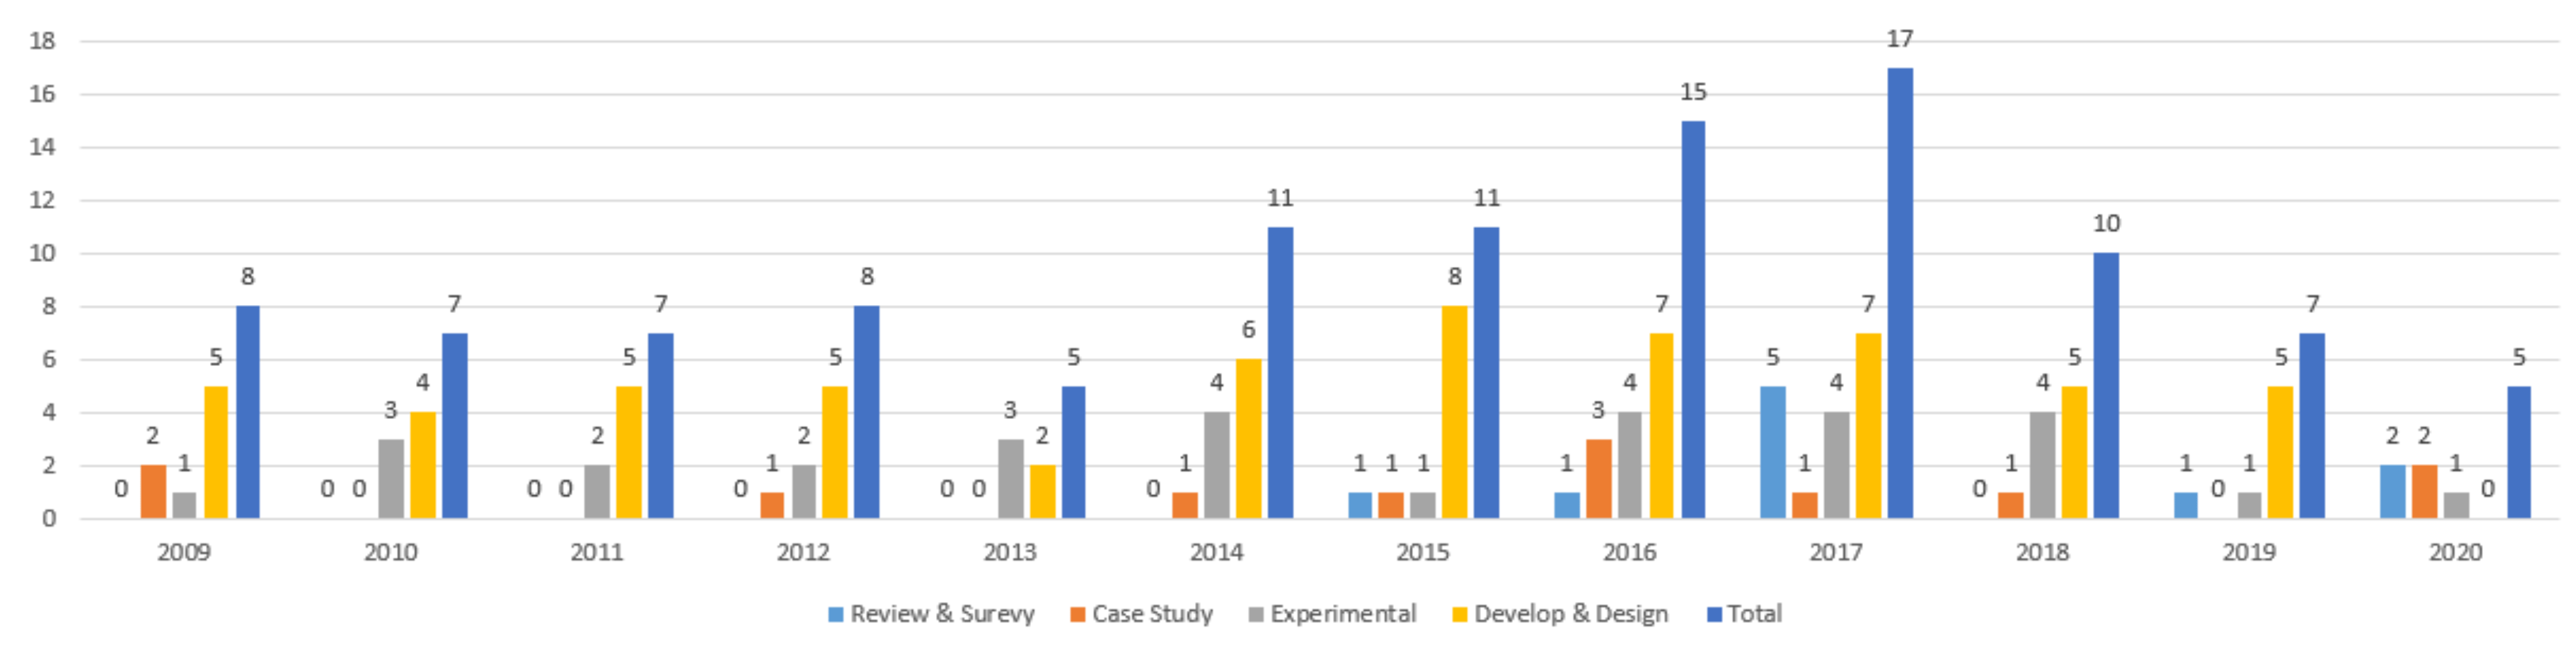 18
16
14
12
10
8
6
4
2
0
0 2 1 5 8
0 0 3 4 7
0 0 2 5 7
0 1 2 5 8
0 0 3 2 5
0 1 4 6 11
1 1 1 8 11
1 3 4 7 15
5 1 4 7 17
0 1 4 5 10
1 0 1 5 7
2 2 1 0 5
2009 2010 2011 2012 2013 2014 2015 2016 2017 2018 2019 2020
Review & Surevy Case Study Experimental Develop & Design Total